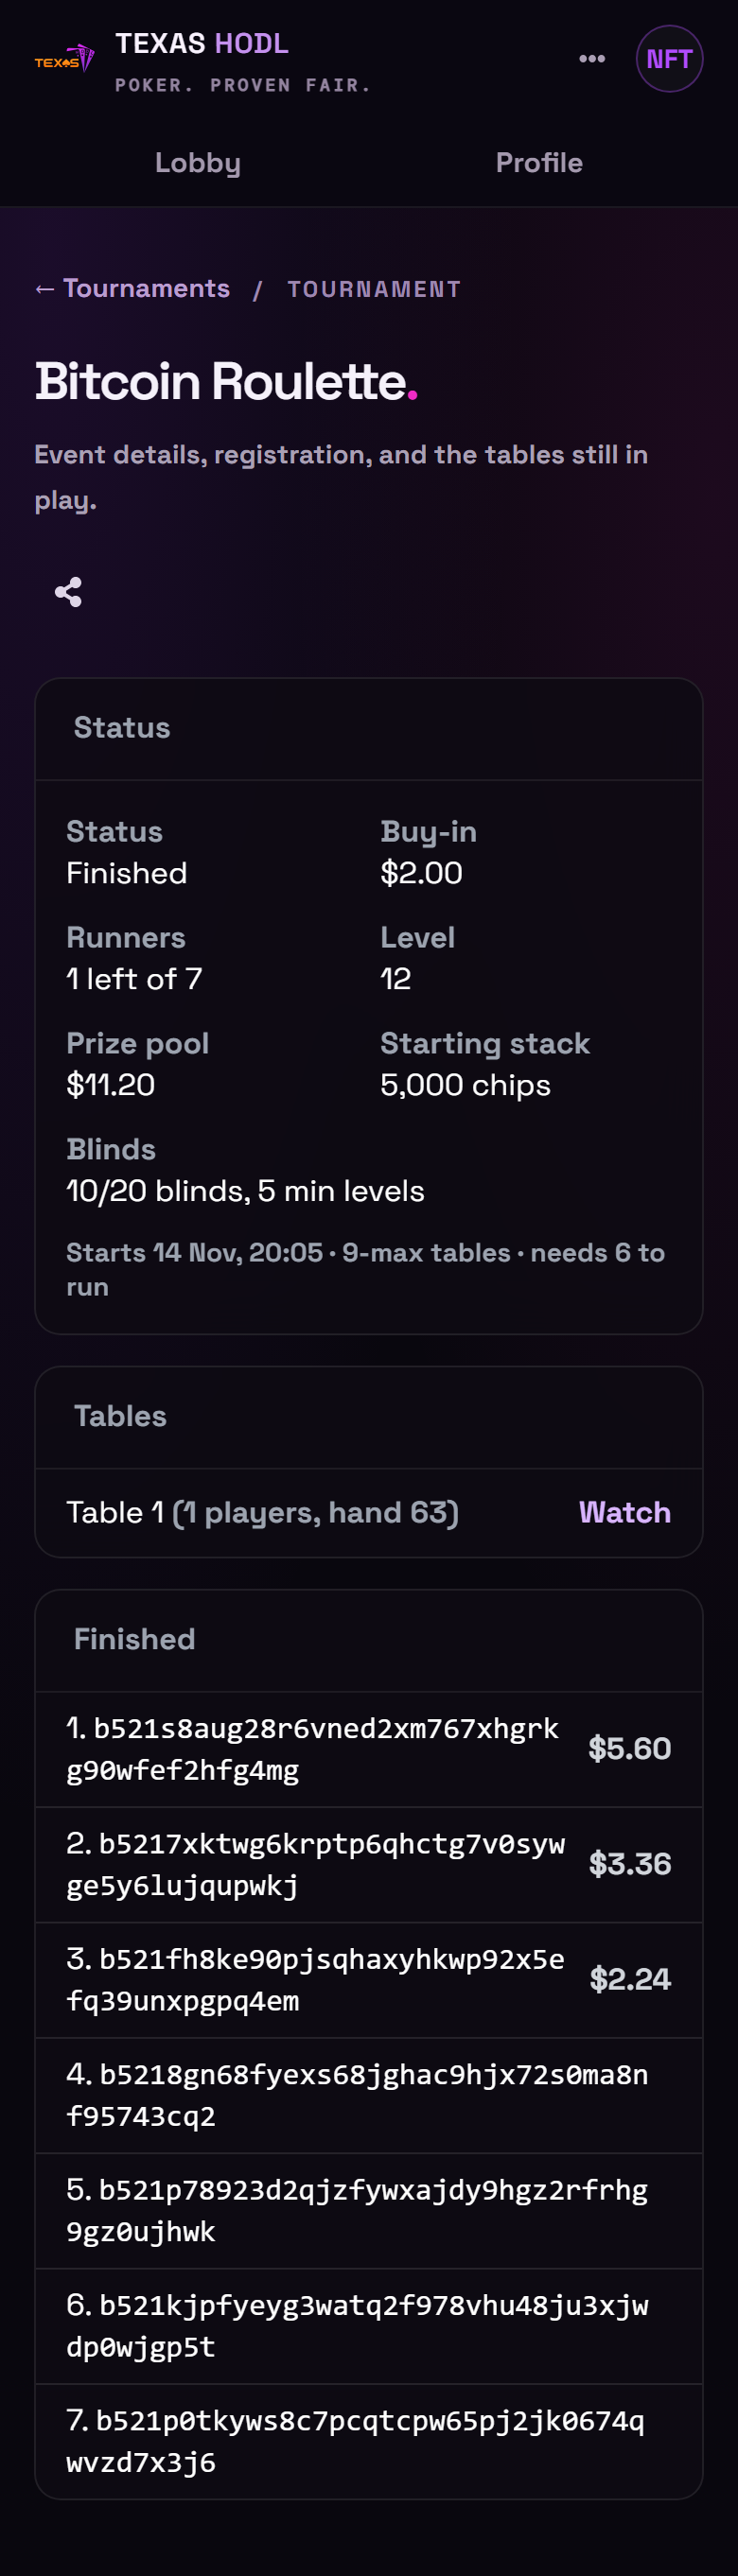 TEXAS
TEXAS HODL
POKER. PROVEN FAIR.
•••
NFT
Lobby
Profile
← Tournaments / TOURNAMENT
Bitcoin Roulette.
Event details, registration, and the tables still in
play.
Status
Status
Buy-in
Finished
$2.00
Runners
Level
1 left of 7
12
Prize pool
Starting stack
$11.20
5,000 chips
Blinds
10/20 blinds, 5 min levels
Starts 14 Nov, 20:05 · 9-max tables · needs 6 to
run
Tables
Table 1 (1 players, hand 63)
Watch
Finished
1. b521s8aug28r6vned2xm767xhgrk
g90wfef2hfg4mg
$5.60
2. b5217xktwg6krptp6qhctg7v0syw
ge5y6lujqupwkj
$3.36
3. b521fh8ke90pjsqhaxyhkwp92x5e
fq39unxpgpq4em
$2.24
4. b5218gn68fyexs68jghac9hjx72s0ma8n
f95743cq2
5. b521p78923d2qjzfywxajdy9hgz2rfrhg
9gz0ujhwk
6. b521kjpfyeyg3watq2f978vhu48ju3xjw
dp0wjgp5t
7. b521p0tkyws8c7pcqtcpw65pj2jk0674q
wvzd7x3j6